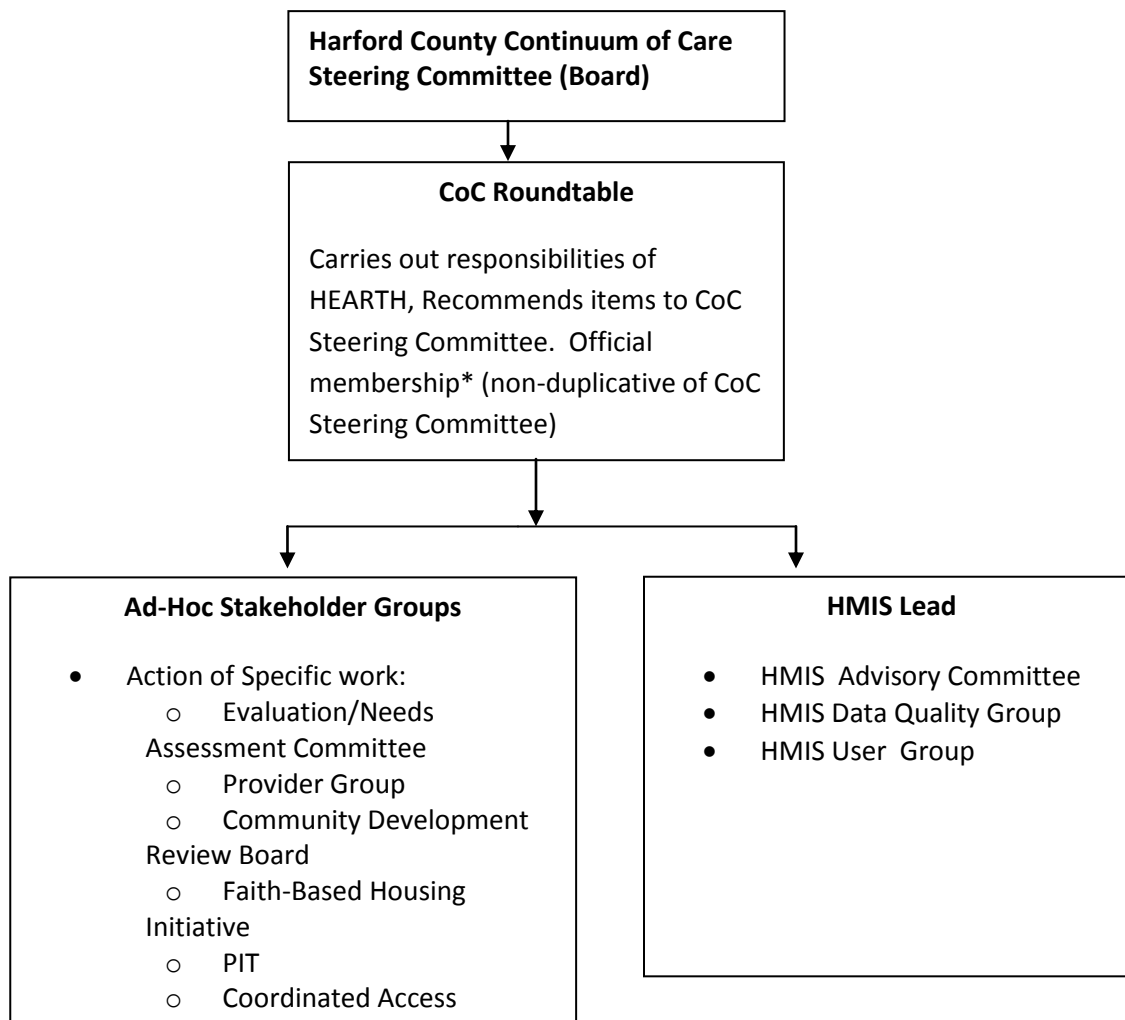 Harford County Continuum of Care
Steering Committee (Board)
CoC Roundtable
Carries out responsibilities of
HEARTH, Recommends items to CoC
Steering Committee.  Official
membership* (non-duplicative of CoC
Steering Committee)
Ad-Hoc Stakeholder Groups
• Action of Specific work:
o Evaluation/Needs
Assessment Committee
o Provider Group
o Community Development
Review Board
o Faith-Based Housing
Initiative
o PIT
o Coordinated Access
HMIS Lead
• HMIS  Advisory Committee
• HMIS Data Quality Group
• HMIS User  Group